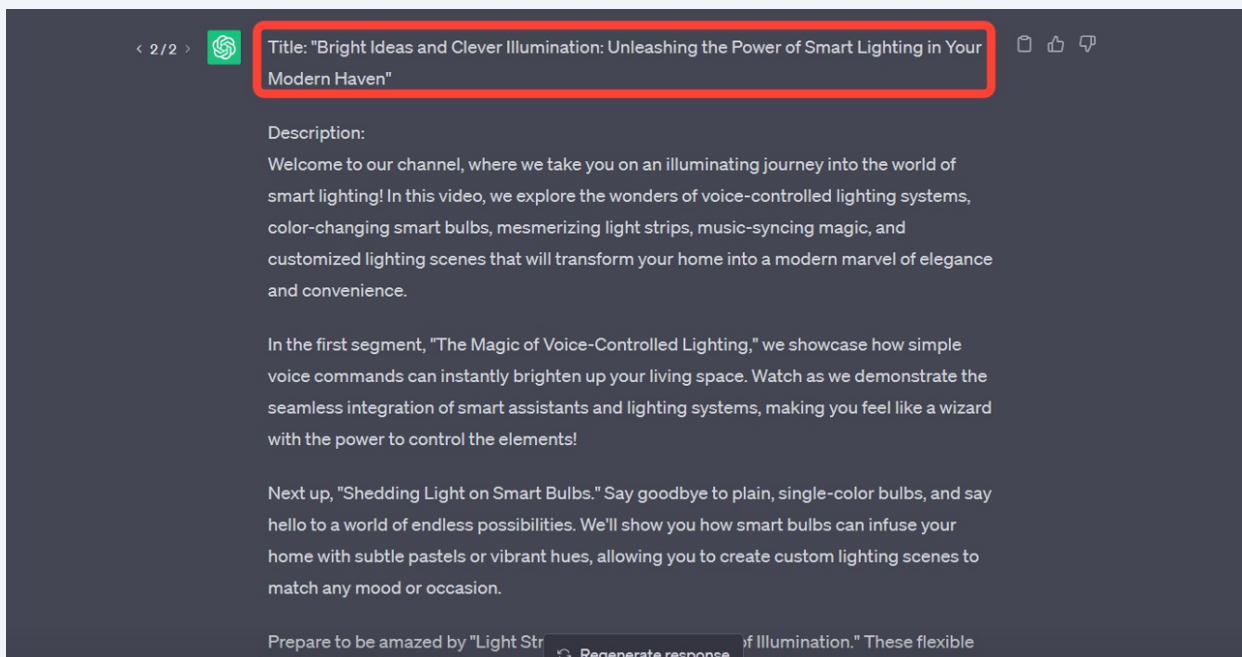 < 2/2 >
Title: "Bright Ideas and Clever Illumination: Unleashing the Power of Smart Lighting in Your
Modern Haven"
Description:
Welcome to our channel, where we take you on an illuminating journey into the world of
smart lighting! In this video, we explore the wonders of voice-controlled lighting systems,
color-changing smart bulbs, mesmerizing light strips, music-syncing magic, and
customized lighting scenes that will transform your home into a modern marvel of elegance
and convenience.
In the first segment, "The Magic of Voice-Controlled Lighting," we showcase how simple
voice commands can instantly brighten up your living space. Watch as we demonstrate the
seamless integration of smart assistants and lighting systems, making you feel like a wizard
with the power to control the elements!
Next up, "Shedding Light on Smart Bulbs." Say goodbye to plain, single-color bulbs, and say
hello to a world of endless possibilities. We'll show you how smart bulbs can infuse your
home with subtle pastels or vibrant hues, allowing you to create custom lighting scenes to
match any mood or occasion.
Prepare to be amazed by "Light Str of Illumination." These flexible
Regenerate response